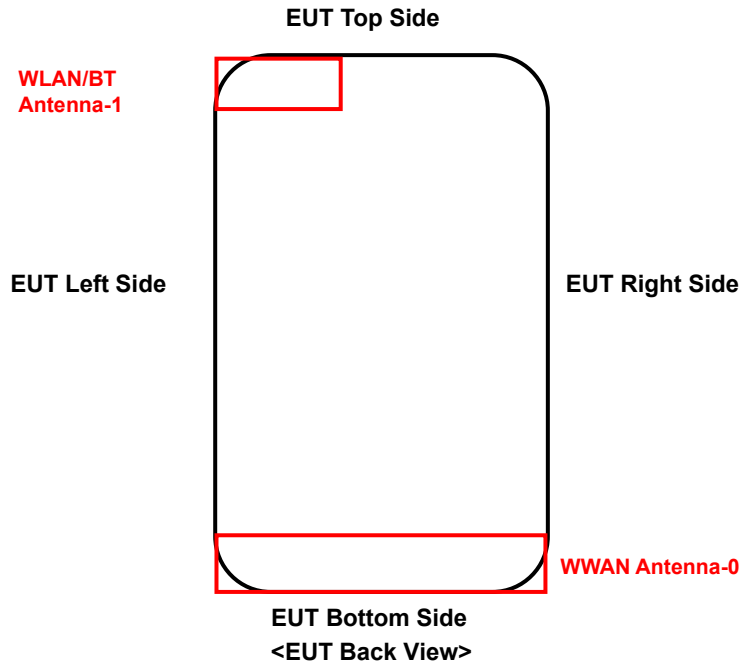 EUT Top Side
WLAN/BT
Antenna-1
EUT Left Side
EUT Right Side
WWAN Antenna-0
EUT Bottom Side
<EUT Back View>